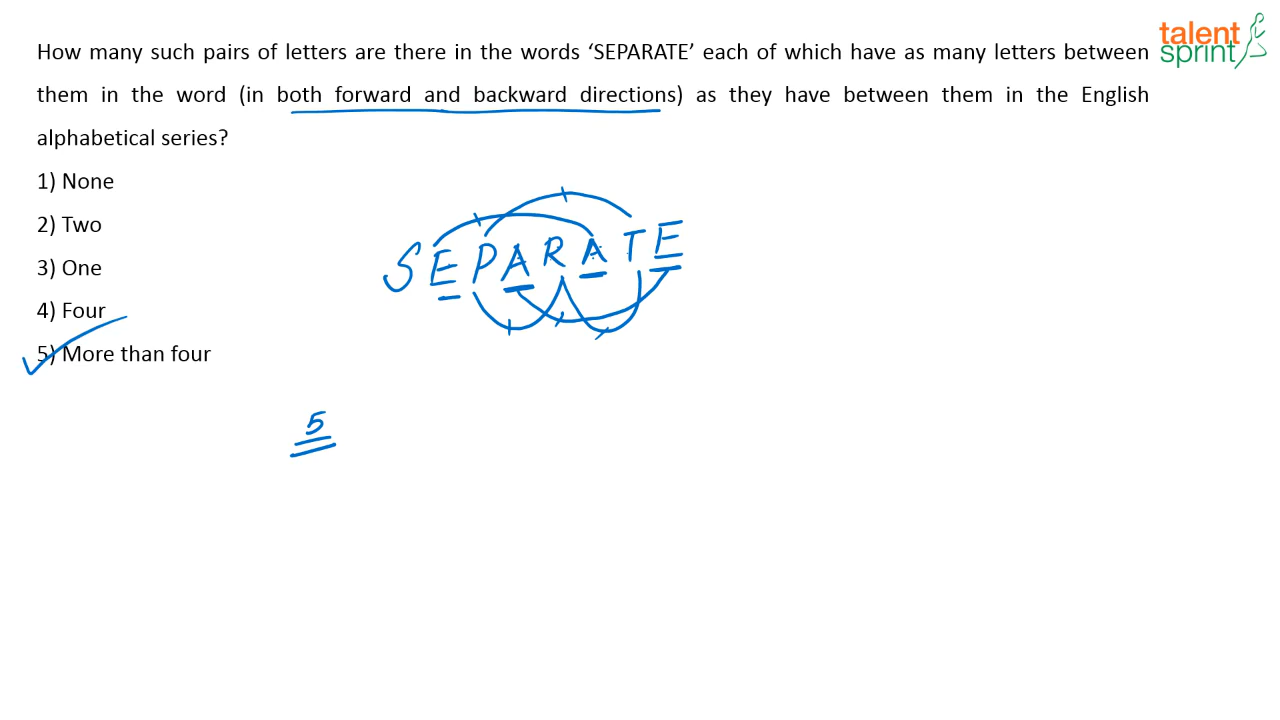 talent
sprint
How many such pairs of letters are there in the words ‘SEPARATE’ each of which have as many letters between
them in the word (in both forward and backward directions) as they have between them in the English
alphabetical series?
1) None
2) Two
3) One
4) Four
5) More than four
SEPARATE
5